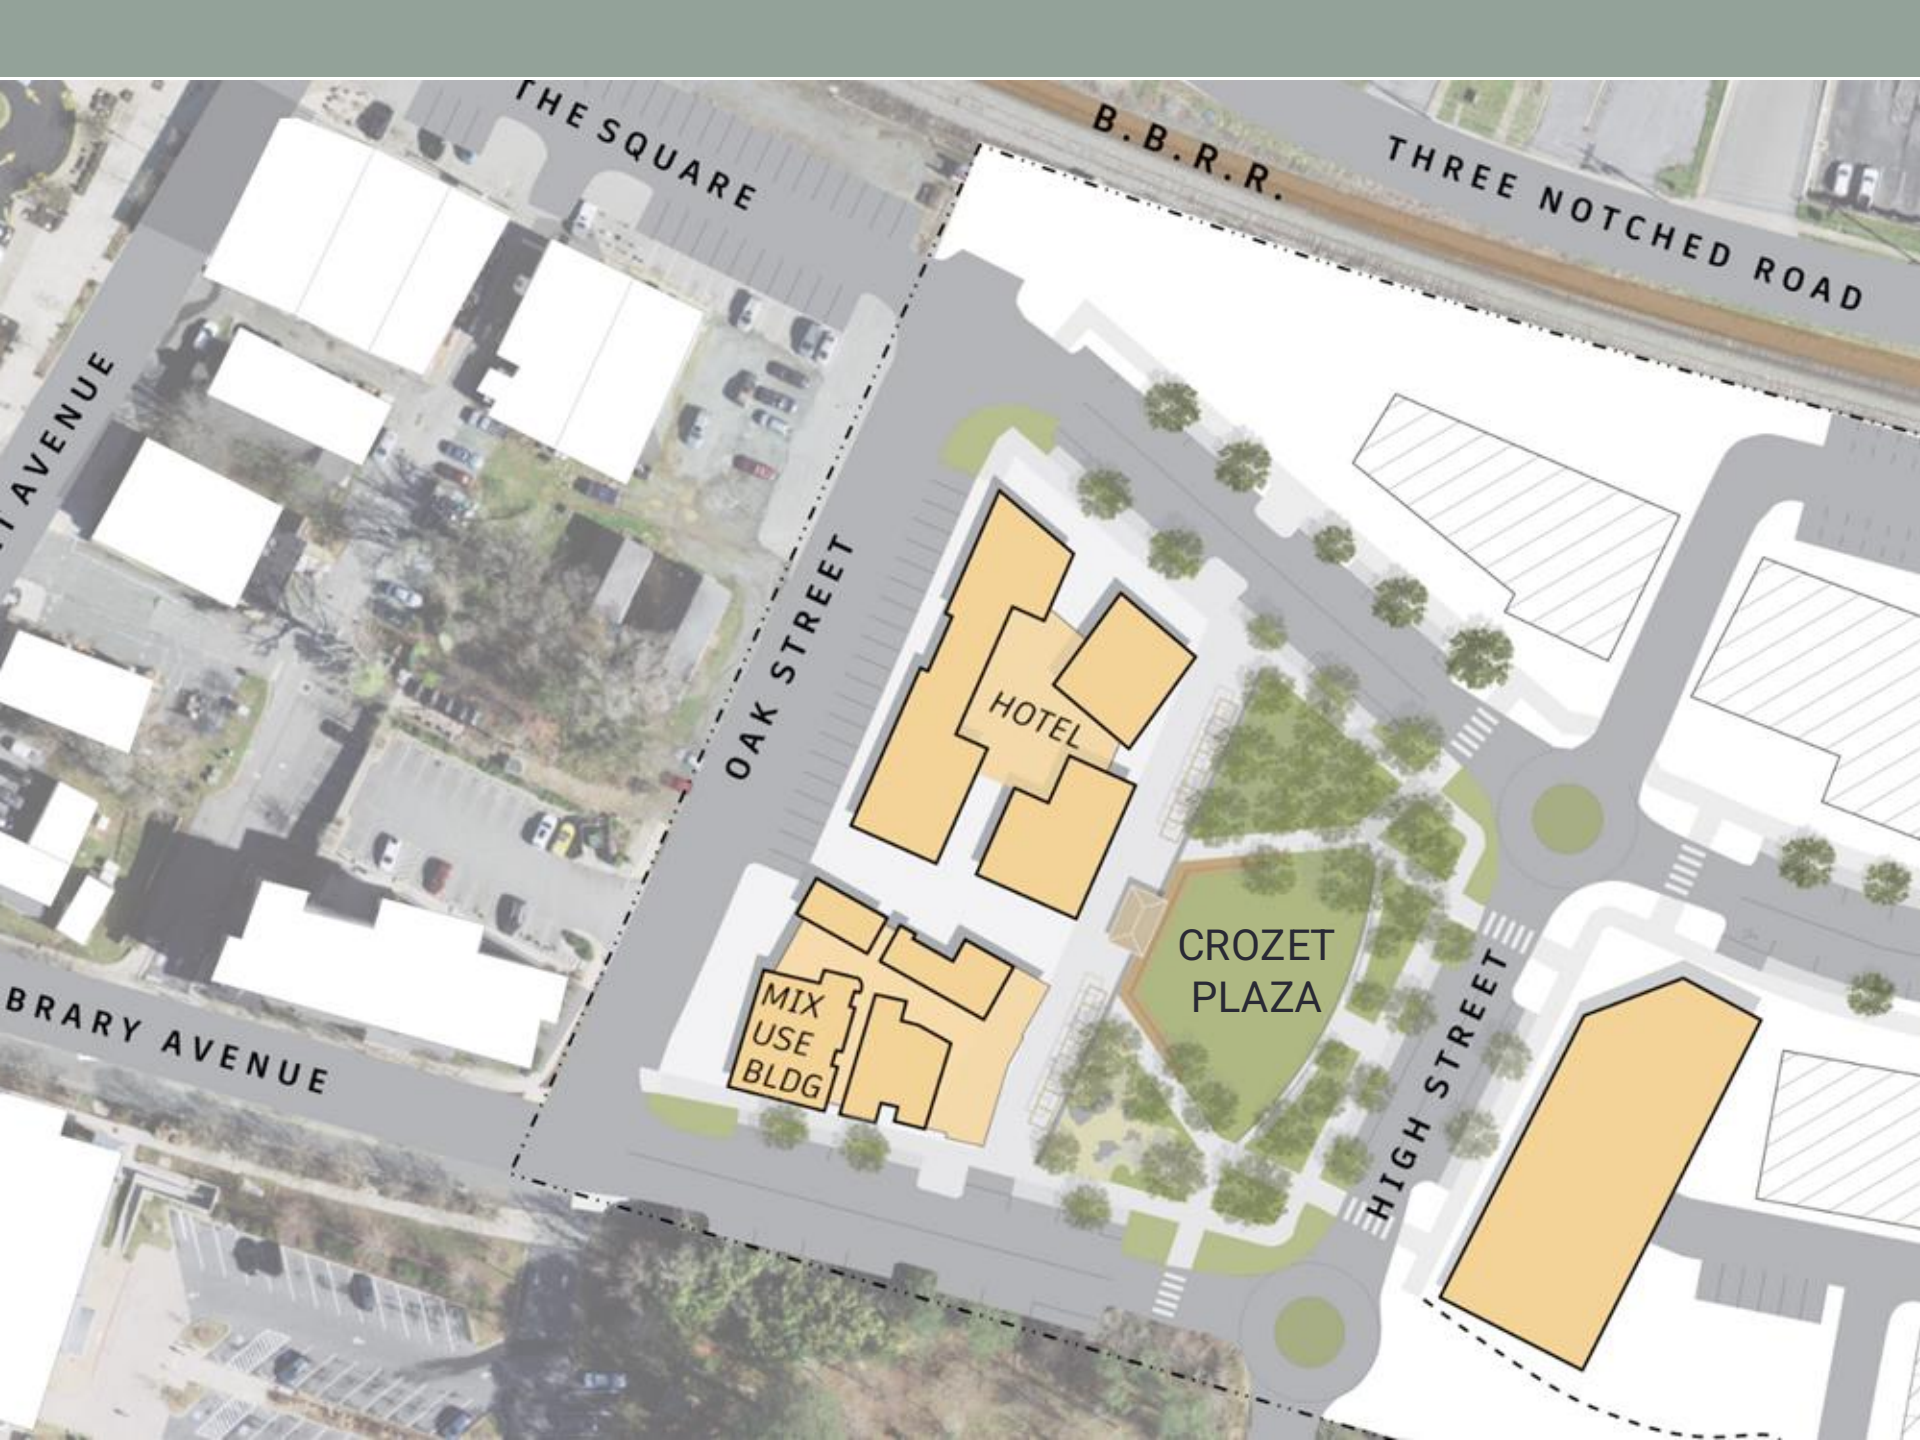 THE SQUARE
B.B.R.R.
THREE NOTCHED ROAD
AVENUE
OAK STREET
HOTEL
CROZET
PLAZA
MIX
USE
BLDG
HIGH STREET
BRARY AVENUE